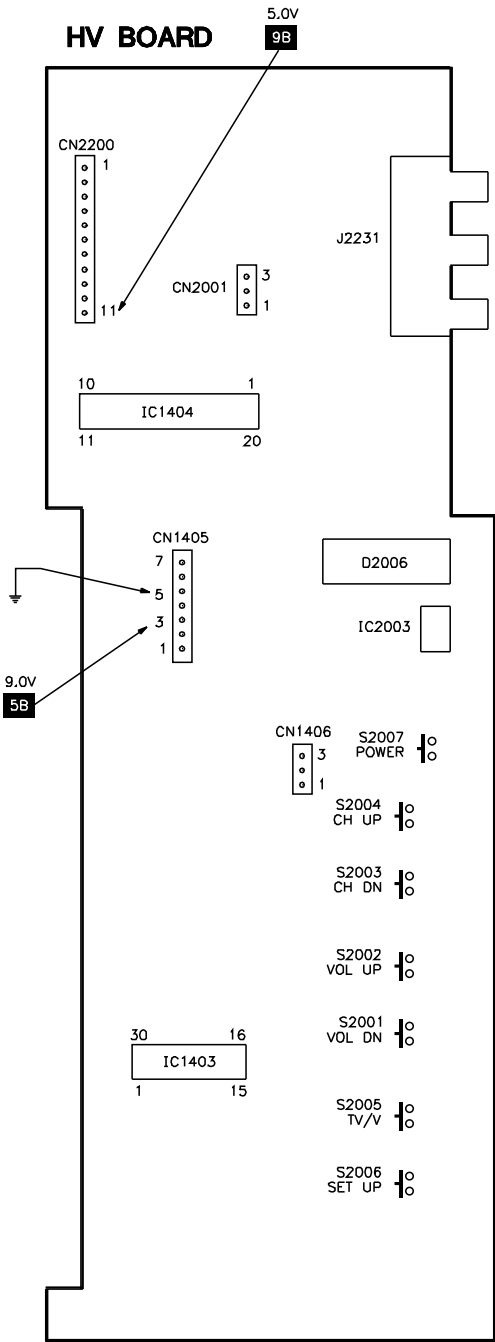 5.0V
HV BOARD
9B
CN2200
1
J2231
3
CN2001
1
11
10 1
IC1404
11 20
CN1405
7
D2006
5
3
IC2003
1
9.0V
5B
CN1406
S2007
POWER
3
1
S2004
CH UP
S2003
CH DN
S2002
VOL UP
S2001
VOL DN
30 16
IC1403
1 15
S2005
TV/V
S2006
SET UP